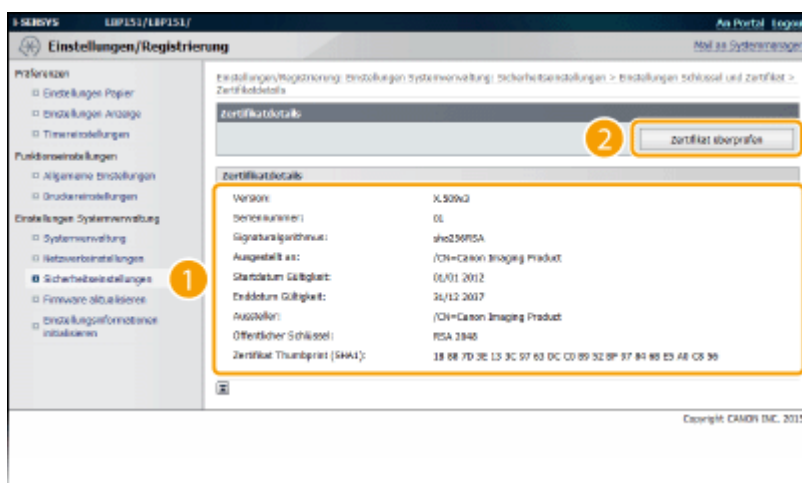 i-SENSYS LBP151/LBP151/
An Portal Logout
Einstellungen/Registrierung
Mail an Systemmanager
Präferenzen
Einstellungen Papier
Einstellungen Anzeige
Timereinstellungen
Funktionseinstellungen
Allgemeine Einstellungen
Druckereinstellungen
Einstellungen Systemverwaltung
Systemverwaltung
Netzwerkeinstellungen
Sicherheitseinstellungen
Firmware aktualisieren
Einstellungsinformationen
initialisieren
Einstellungen/Registrierung: Einstellungen Systemverwaltung: Sicherheitseinstellungen > Einstellungen Schlüssel und Zertifikat >
Zertifikatdetails
Zertifikatdetails
2
Zertifikat überprüfen
Zertifikatdetails
1
Version: X.509v3
Seriennummer: 01
Signaturalgorithmus: sha256RSA
Ausgestellt an: /CN=Canon Imaging Product
Startdatum Gültigkeit: 01/01 2012
Enddatum Gültigkeit: 31/12 2037
Aussteller: /CN=Canon Imaging Product
Öffentlicher Schlüssel: RSA 2048
Zertifikat Thumbprint (SHA1):
Copyright CANON INC. 2015